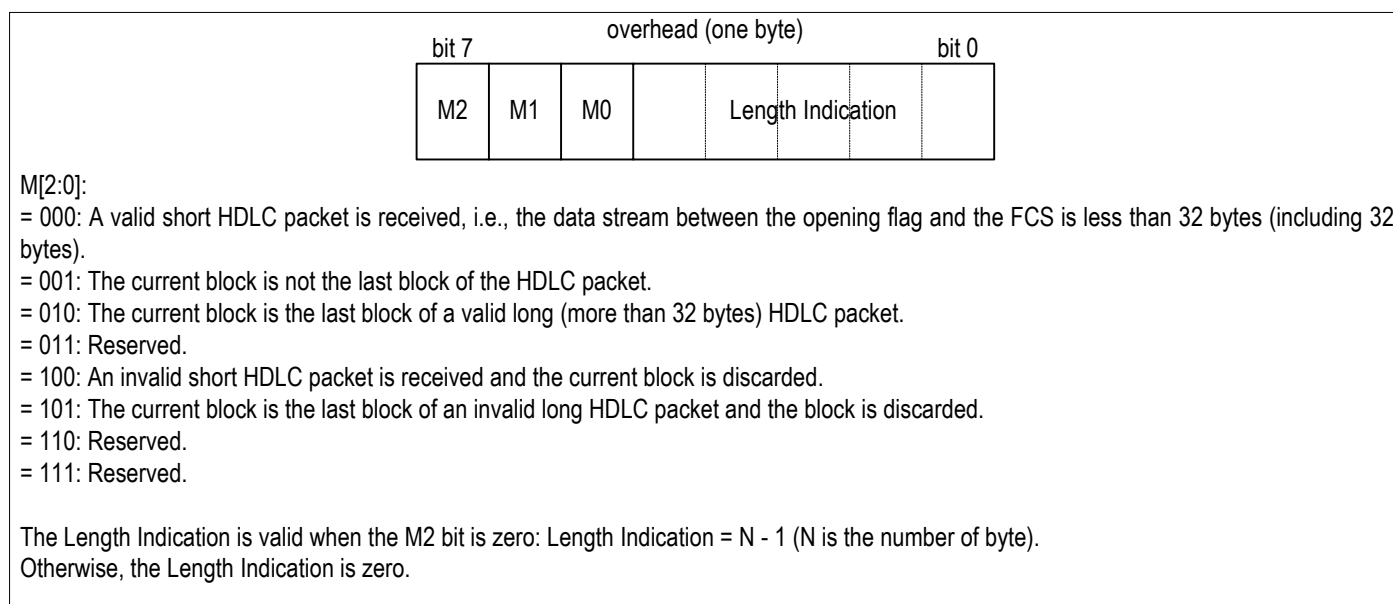 overhead (one byte)
bit 7 bit 0
M2 M1 M0 Length Indication
M[2:0]:
= 000: A valid short HDLC packet is received, i.e., the data stream between the opening flag and the FCS is less than 32 bytes (including 32
bytes).
= 001: The current block is not the last block of the HDLC packet.
= 010: The current block is the last block of a valid long (more than 32 bytes) HDLC packet.
= 011: Reserved.
= 100: An invalid short HDLC packet is received and the current block is discarded.
= 101: The current block is the last block of an invalid long HDLC packet and the block is discarded.
= 110: Reserved.
= 111: Reserved.
The Length Indication is valid when the M2 bit is zero: Length Indication = N - 1 (N is the number of byte).
Otherwise, the Length Indication is zero.